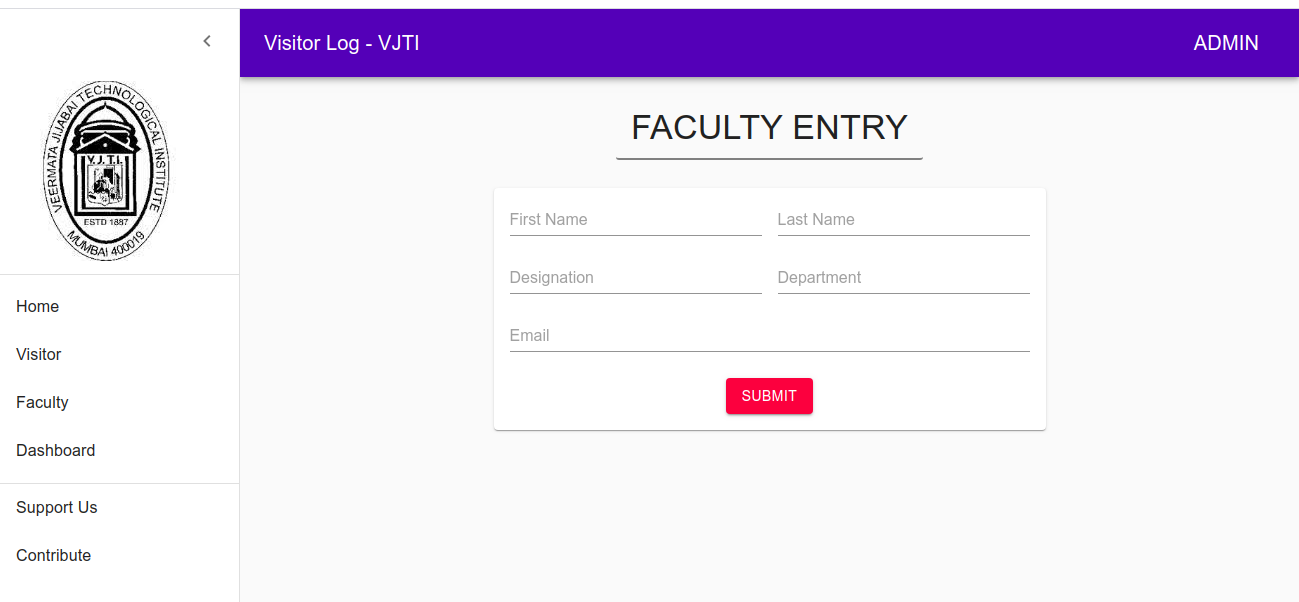 Visitor Log - VJTI
ADMIN
VEERMATA JIJABAI TECHNOLOGICAL INSTITUTE
V.J.T.I.
ESTD 1887
MUMBAI 400019
Home
Visitor
Faculty
Dashboard
Support Us
Contribute
FACULTY ENTRY
First Name
Last Name
Designation
Department
Email
SUBMIT